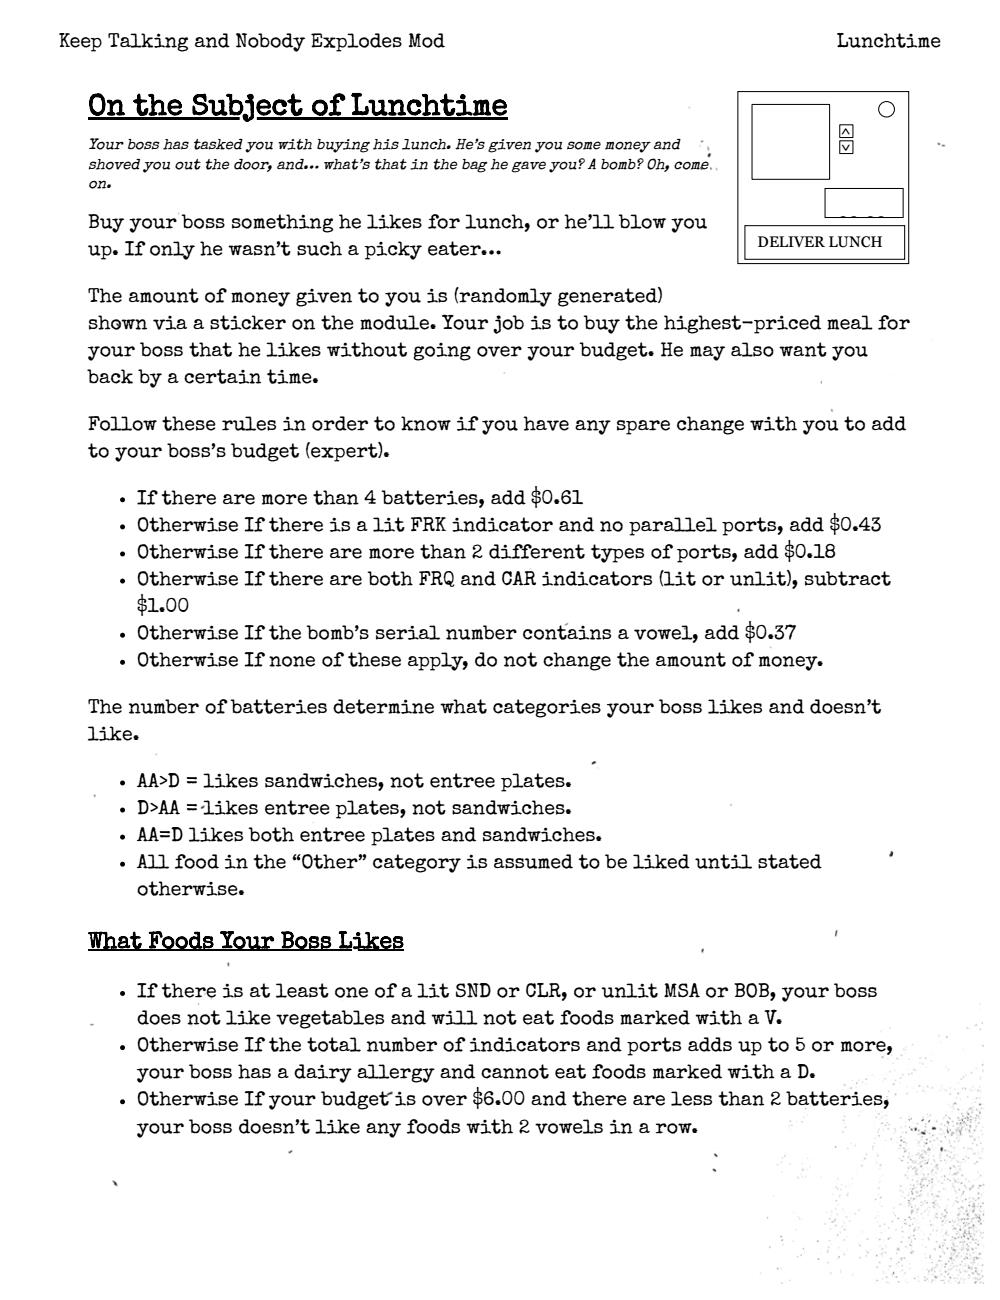 Keep Talking and Nobody Explodes Mod
Lunchtime
On the Subject of Lunchtime
Your boss has tasked you with buying his lunch. He's given you some money and
shoved you out the door, and... what's that in the bag he gave you? A bomb? Oh, come
on.
DELIVER LUNCH
Buy your boss something he likes for lunch, or he'll blow you
up. If only he wasn't such a picky eater...
The amount of money given to you is (randomly generated)
shown via a sticker on the module. Your job is to buy the highest-priced meal for
your boss that he likes without going over your budget. He may also want you
back by a certain time.
Follow these rules in order to know if you have any spare change with you to add
to your boss's budget (expert).
• If there are more than 4 batteries, add $0.61
• Otherwise If there is a lit FRK indicator and no parallel ports, add $0.43
• Otherwise If there are more than 2 different types of ports, add $0.18
• Otherwise If there are both FRQ and CAR indicators (lit or unlit), subtract
$1.00
• Otherwise If the bomb's serial number contains a vowel, add $0.37
• Otherwise If none of these apply, do not change the amount of money.
The number of batteries determine what categories your boss likes and doesn't
like.
• AA>D = likes sandwiches, not entree plates.
• D>AA = likes entree plates, not sandwiches.
• AA=D likes both entree plates and sandwiches.
• All food in the “Other” category is assumed to be liked until stated
otherwise.
What Foods Your Boss Likes
• If there is at least one of a lit SND or CLR, or unlit MSA or BOB, your boss
does not like vegetables and will not eat foods marked with a V.
• Otherwise If the total number of indicators and ports adds up to 5 or more,
your boss has a dairy allergy and cannot eat foods marked with a D.
• Otherwise If your budget is over $6.00 and there are less than 2 batteries,
your boss doesn't like any foods with 2 vowels in a row.